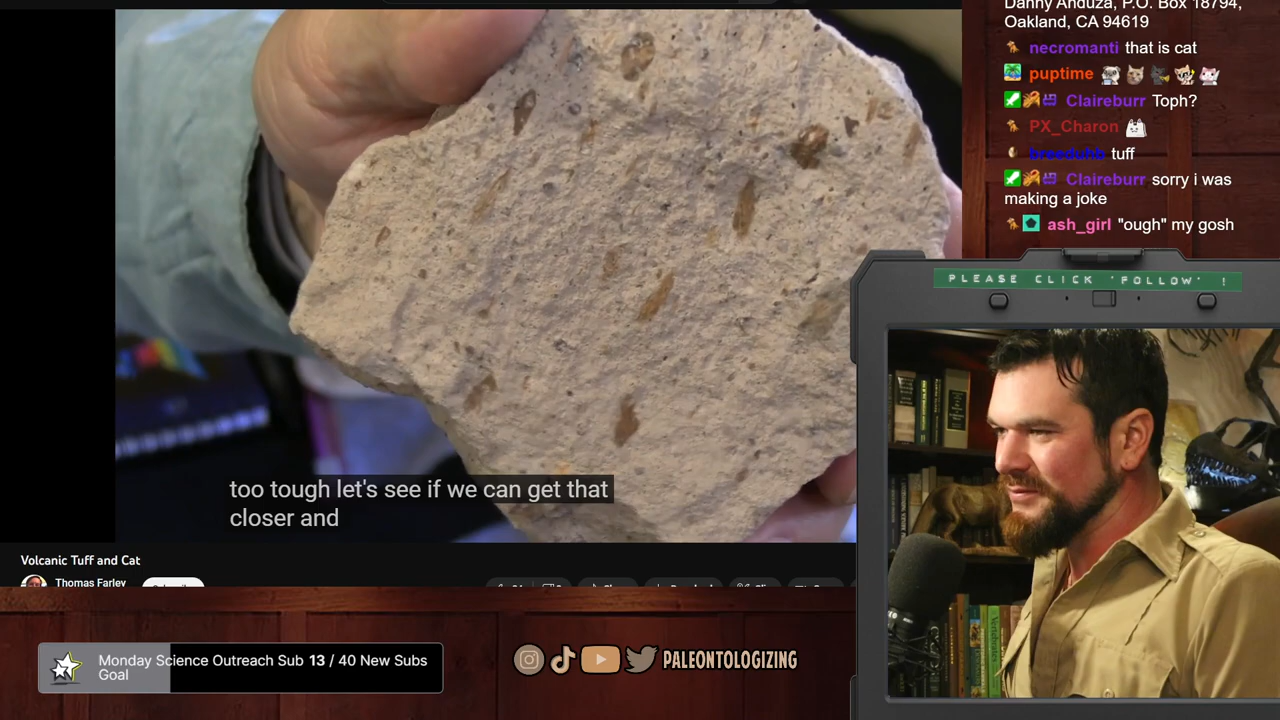 Danny Anduza, P.O. Box 18794,
Oakland, CA 94619
necromanti that is cat
puptime
Claireburr Toph?
PX_Charon
breeduhb tuff
Claireburr sorry i was
making a joke
ash_girl "ough" my gosh
PLEASE CLICK "FOLLOW" !
too tough let's see if we can get that
closer and
Volcanic Tuff and Cat
Thomas Farley
Monday Science Outreach Sub 13 / 40 New Subs
Goal
PALEONTOLOGIZING